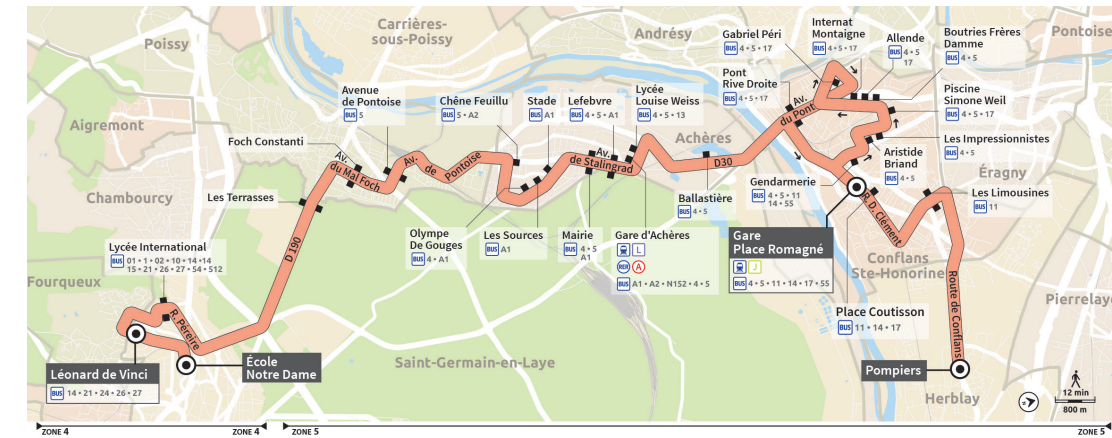 Poissy
Carrières-
sous-Poissy
Andrésy
Pontoise
Aigremont
Chambourcy
Fourqueux
Achères
Éragny
Conflans
Ste-Honorine
Pierrelaye
Herblay
Saint-Germain-en-Laye
Léonard de Vinci
BUS 14 • 21 • 24 • 26 • 27
École
Notre Dame
Lycée International
BUS 01 • 1 • 02 • 10 • 14 •14
15 • 21 • 26 • 27 • 54 • 512
R. Péreire
D 190
Les Terrasses
Foch Constanti
Av.
du Mal Foch
Avenue
de Pontoise
BUS 5
Av.
de
Pontoise
Chêne Feuillu
BUS 5 • A2
Olympe
De Gouges
BUS 4 • A1
Stade
BUS A1
Les Sources
BUS A1
Lefebvre
BUS 4 • 5 • A1
Mairie
BUS 4 • 5
A1
Av.
de Stalingrad
Lycée
Louise Weiss
BUS 4 • 5 • 13
Gare d'Achères
L
RER A
BUS A1 • A2 • N152 • 4 • 5
Ballastière
BUS 4 • 5
D30
Pont
Rive Droite
BUS 4 • 5 • 17
Av.
du Pont
Gabriel Péri
BUS 4 • 5 • 17
Internat
Montaigne
BUS 4 • 5 • 17
Allende
BUS 4 • 5
17
Boutries Frères
Damme
BUS 4 • 5
Piscine
Simone Weil
BUS 4 • 5 • 17
Les Impressionnistes
BUS 4 • 5
Aristide
Briand
BUS 4 • 5
Gendarmerie
BUS 4 • 5 • 11
14 • 55
Gare
Place Romagné
J
BUS 4 • 5 • 11 • 14 • 17 • 55
R. D. Clément
Place Coutisson
BUS 11 • 14 • 17
Les Limousines
BUS 11
Route de Conflans
Pompiers
12 min
800 m
ZONE 4
ZONE 4
ZONE 5
ZONE 5